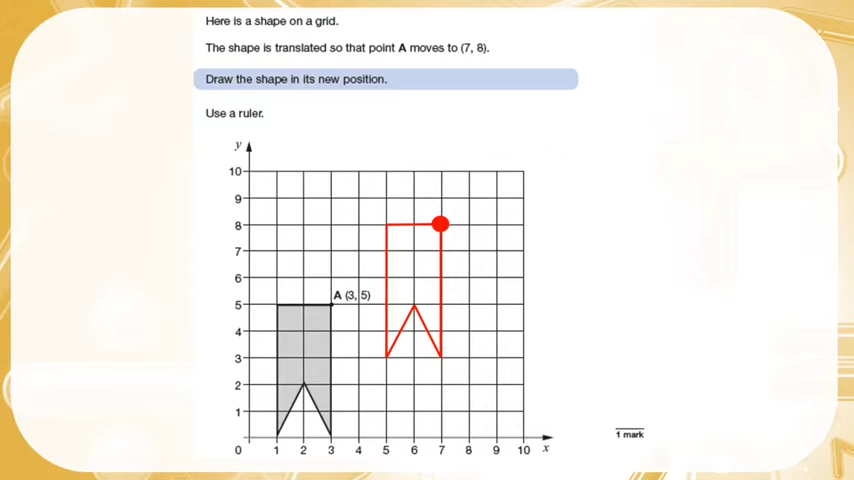 Here is a shape on a grid.
The shape is translated so that point A moves to (7, 8).
Draw the shape in its new position.
Use a ruler.
y
10
9
8
7
6
5
A (3, 5)
4
3
2
1
0 1 2 3 4 5 6 7 8 9 10 x
1 mark